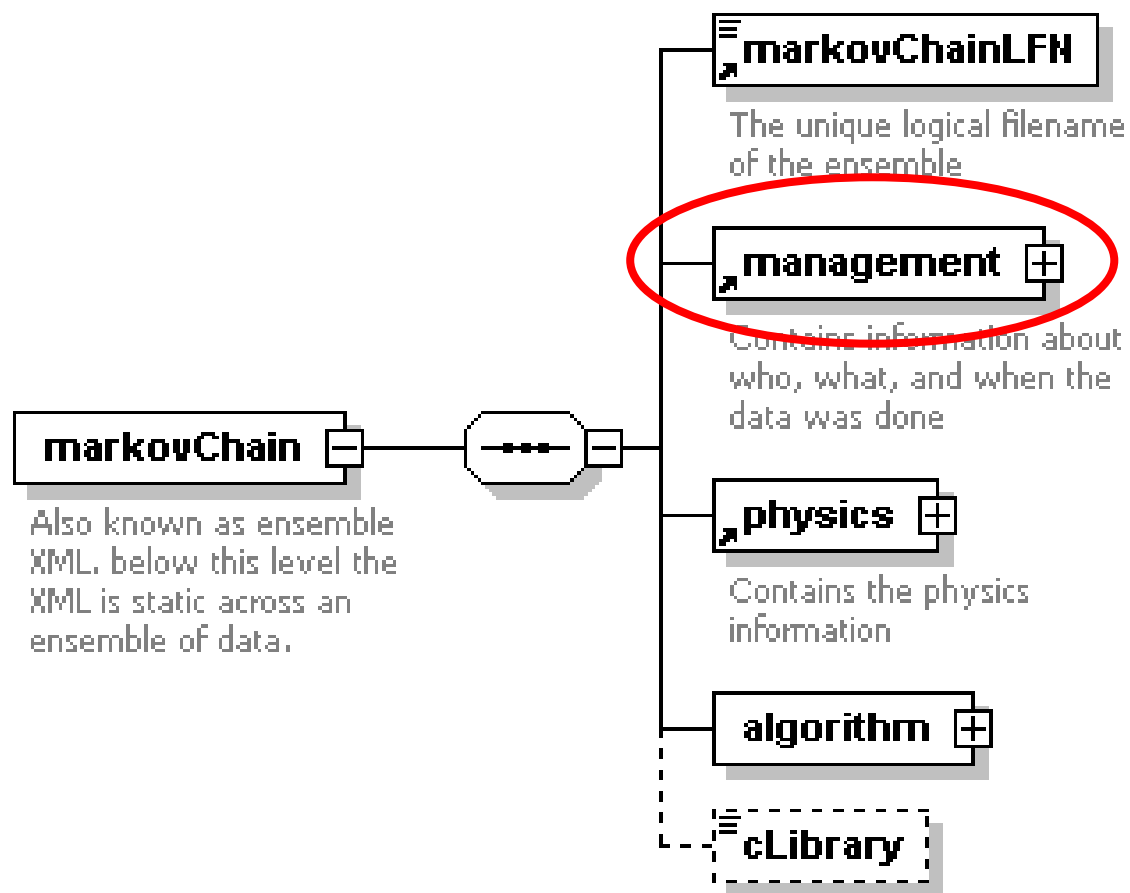 markovChainLFN
The unique logical filename
of the ensemble
management
Contains information about
who, what, and when the
data was done
markovChain
Also known as ensemble
XML. below this level the
XML is static across an
ensemble of data.
physics
Contains the physics
information
algorithm
cLibrary